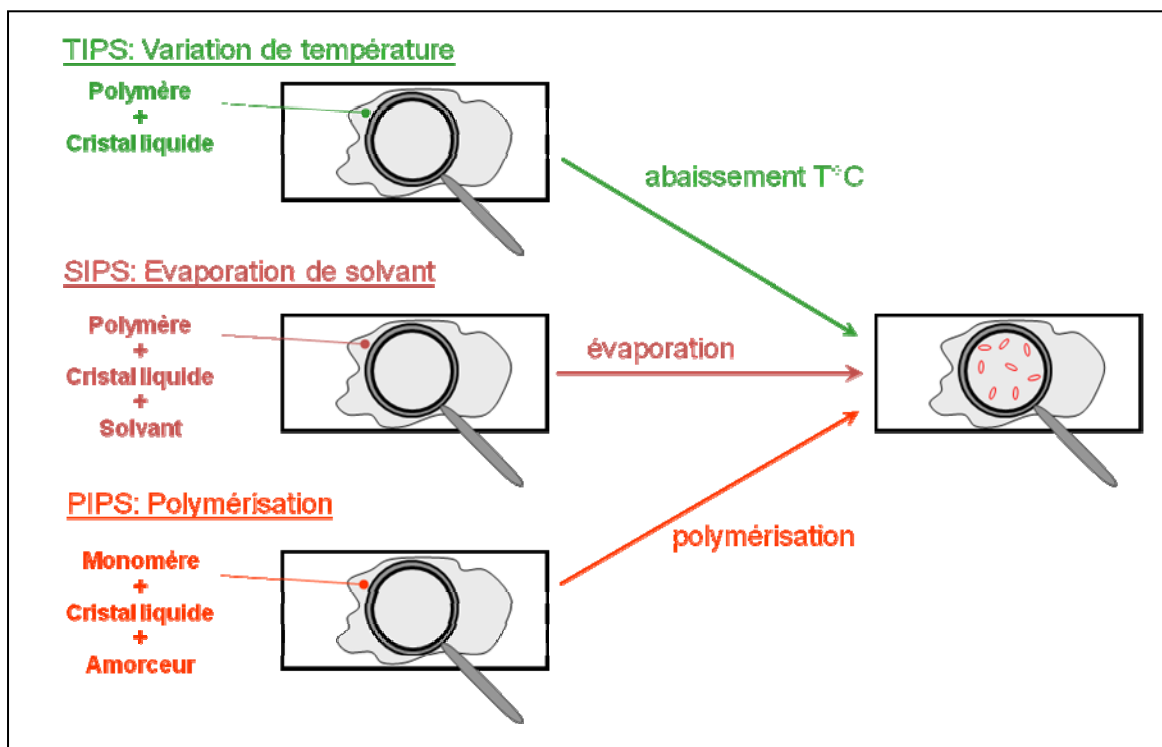 TIPS: Variation de température
Polymère
+
Cristal liquide
abaissement T°C
SIPS: Evaporation de solvant
Polymère
+
Cristal liquide
+
Solvant
évaporation
PIPS: Polymérisation
Monomère
+
Cristal liquide
+
Amorceur
polymérisation